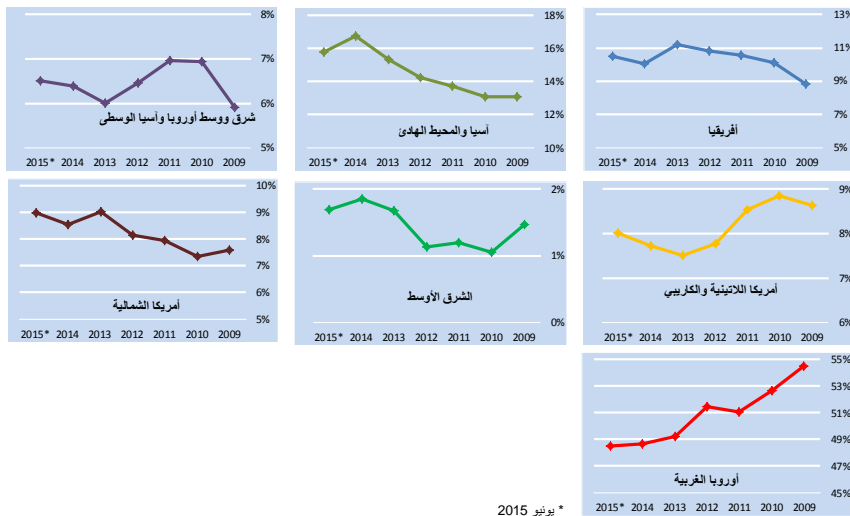 13%
11%
9%
7%
5%
أفريقيا
2015* 2014 2013 2012 2011 2010 2009
18%
16%
14%
12%
10%
آسيا والمحيط الهادئ
2015* 2014 2013 2012 2011 2010 2009
8%
7%
6%
5%
شرق ووسط أوروبا وآسيا الوسطى
2015* 2014 2013 2012 2011 2010 2009
9%
8%
7%
6%
أمريكا اللاتينية والكاريبي
2015* 2014 2013 2012 2011 2010 2009
2%
1%
0%
الشرق الأوسط
2015* 2014 2013 2012 2011 2010 2009
10%
9%
8%
7%
6%
5%
أمريكا الشمالية
2015* 2014 2013 2012 2011 2010 2009
55%
53%
51%
49%
47%
45%
أوروبا الغربية
2015* 2014 2013 2012 2011 2010 2009
* يونيو 2015